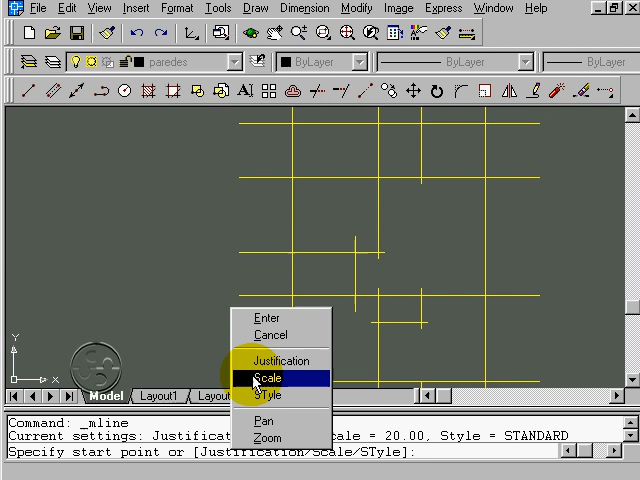 File Edit View Insert Format Tools Draw Dimension Modify Image Express Window Help
paredes ByLayer ByLayer ByLayer
Enter
Cancel
Justification
Scale
STyle
Pan
Zoom
Y
X
Model Layout1 Layou
Command: _mline
Current settings: Justificat cale = 20.00, Style = STANDARD
Specify start point or [Justification/Scale/STyle]: